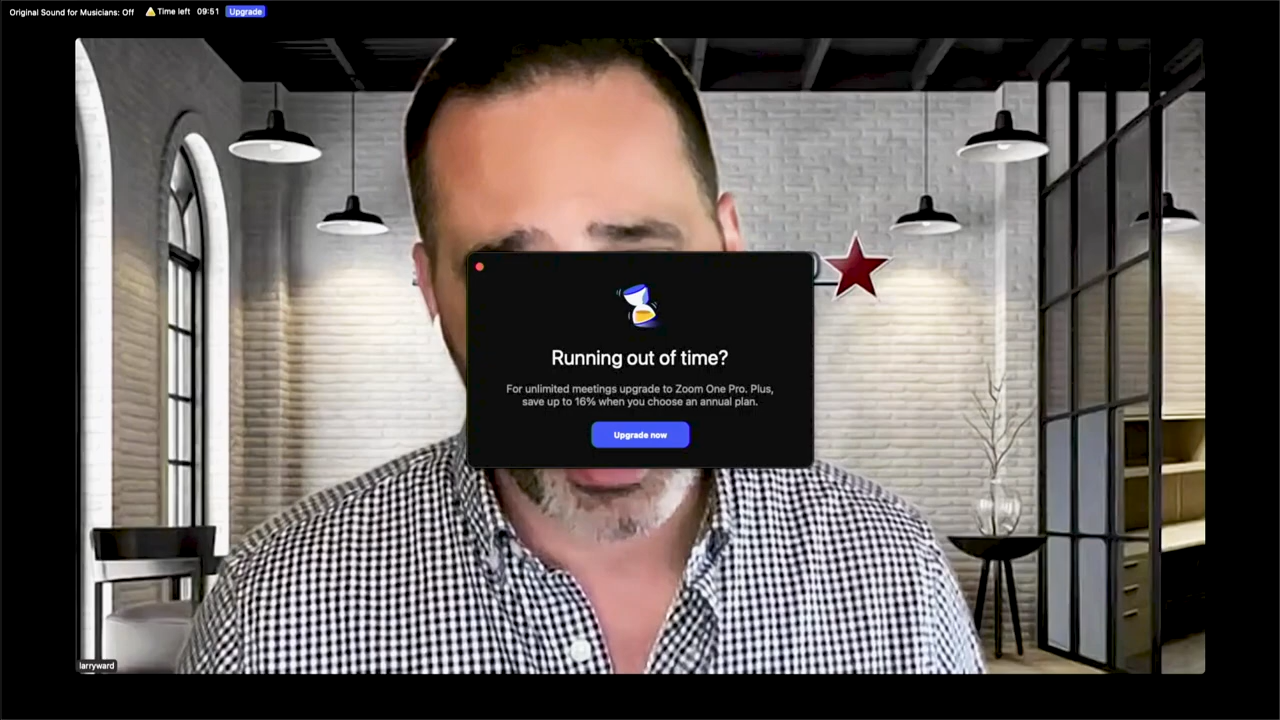 Original Sound for Musicians: Off
Time left 09:51 Upgrade
Running out of time?
For unlimited meetings upgrade to Zoom One Pro. Plus,
save up to 16% when you choose an annual plan.
Upgrade now
larryward